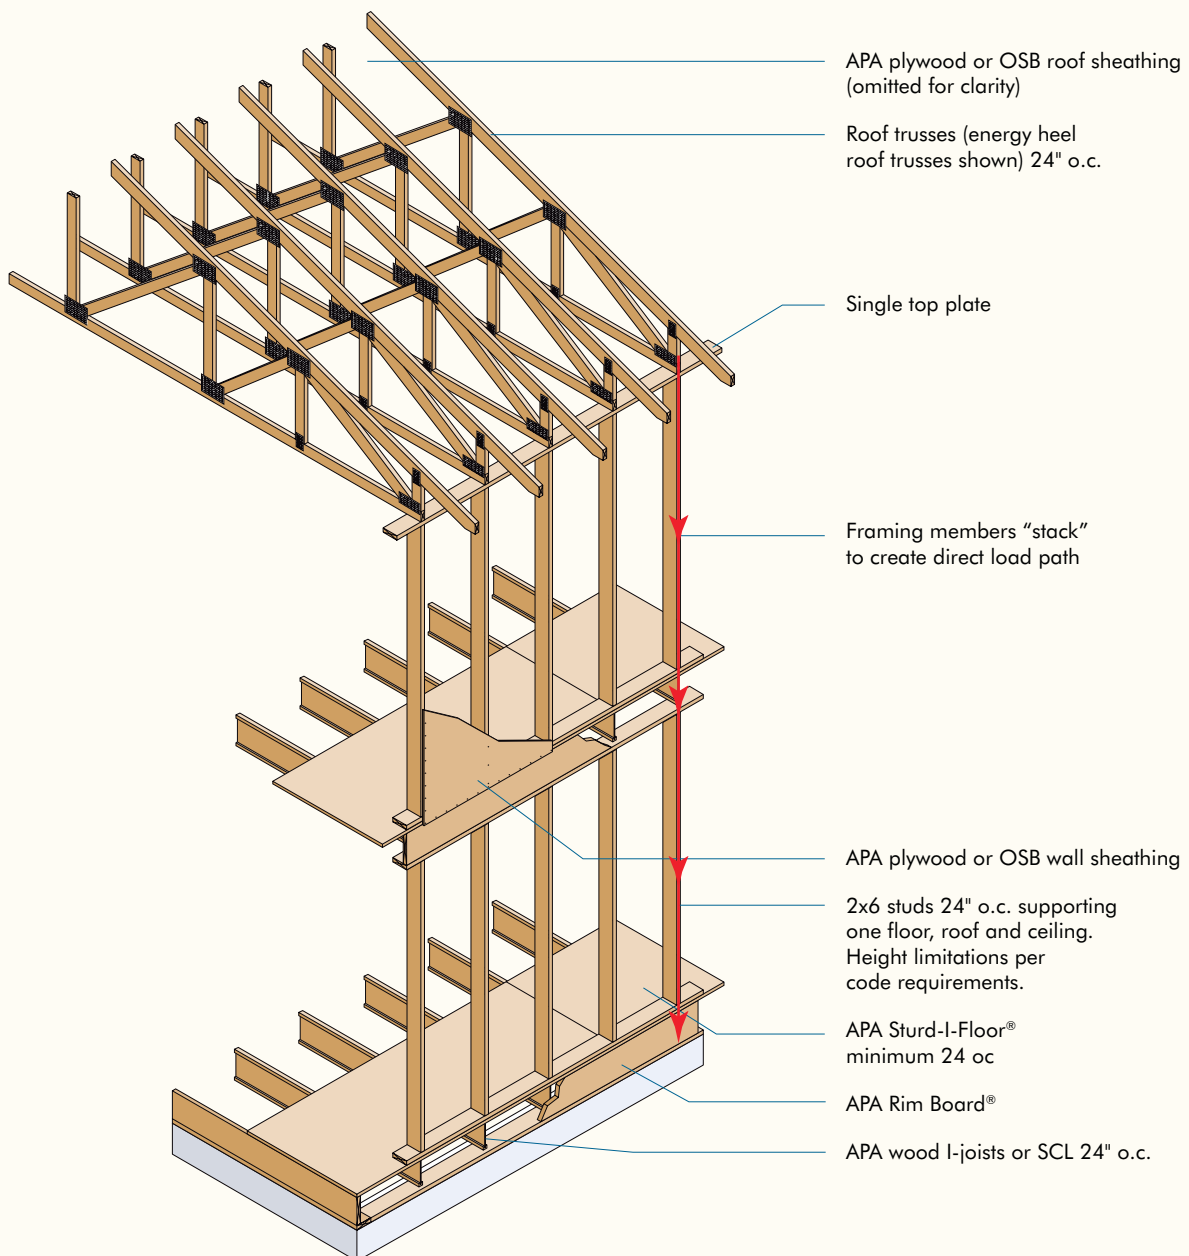 APA plywood or OSB roof sheathing
(omitted for clarity)
Roof trusses (energy heel
roof trusses shown) 24" o.c.
Single top plate
Framing members “stack”
to create direct load path
APA plywood or OSB wall sheathing
2x6 studs 24" o.c. supporting
one floor, roof and ceiling.
Height limitations per
code requirements.
APA Sturd-I-Floor®
minimum 24 oc
APA Rim Board®
APA wood I-joists or SCL 24" o.c.